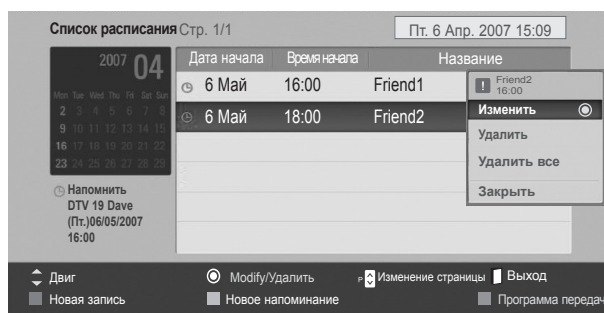 Список расписания Стр. 1/1 Пт. 6 Апр. 2007 15:09
2007 04
Mon Tue Wed Thu Fri Sat Sun
2 3 4 5 6 7 8
9 10 11 12 13 14 15
16 17 18 19 20 21 22
23 24 25 26 27 28 29
Напомнить
DTV 19 Dave
(Пт.)06/05/2007
16:00
Дата начала Время начала Название
6 Май 16:00 Friend1
6 Май 18:00 Friend2
! Friend2
16:00
Изменить
Удалить
Удалить все
Закрыть
Двиг Modify/Удалить P Изменение страницы Выход
Новая запись Новое напоминание Программа передач